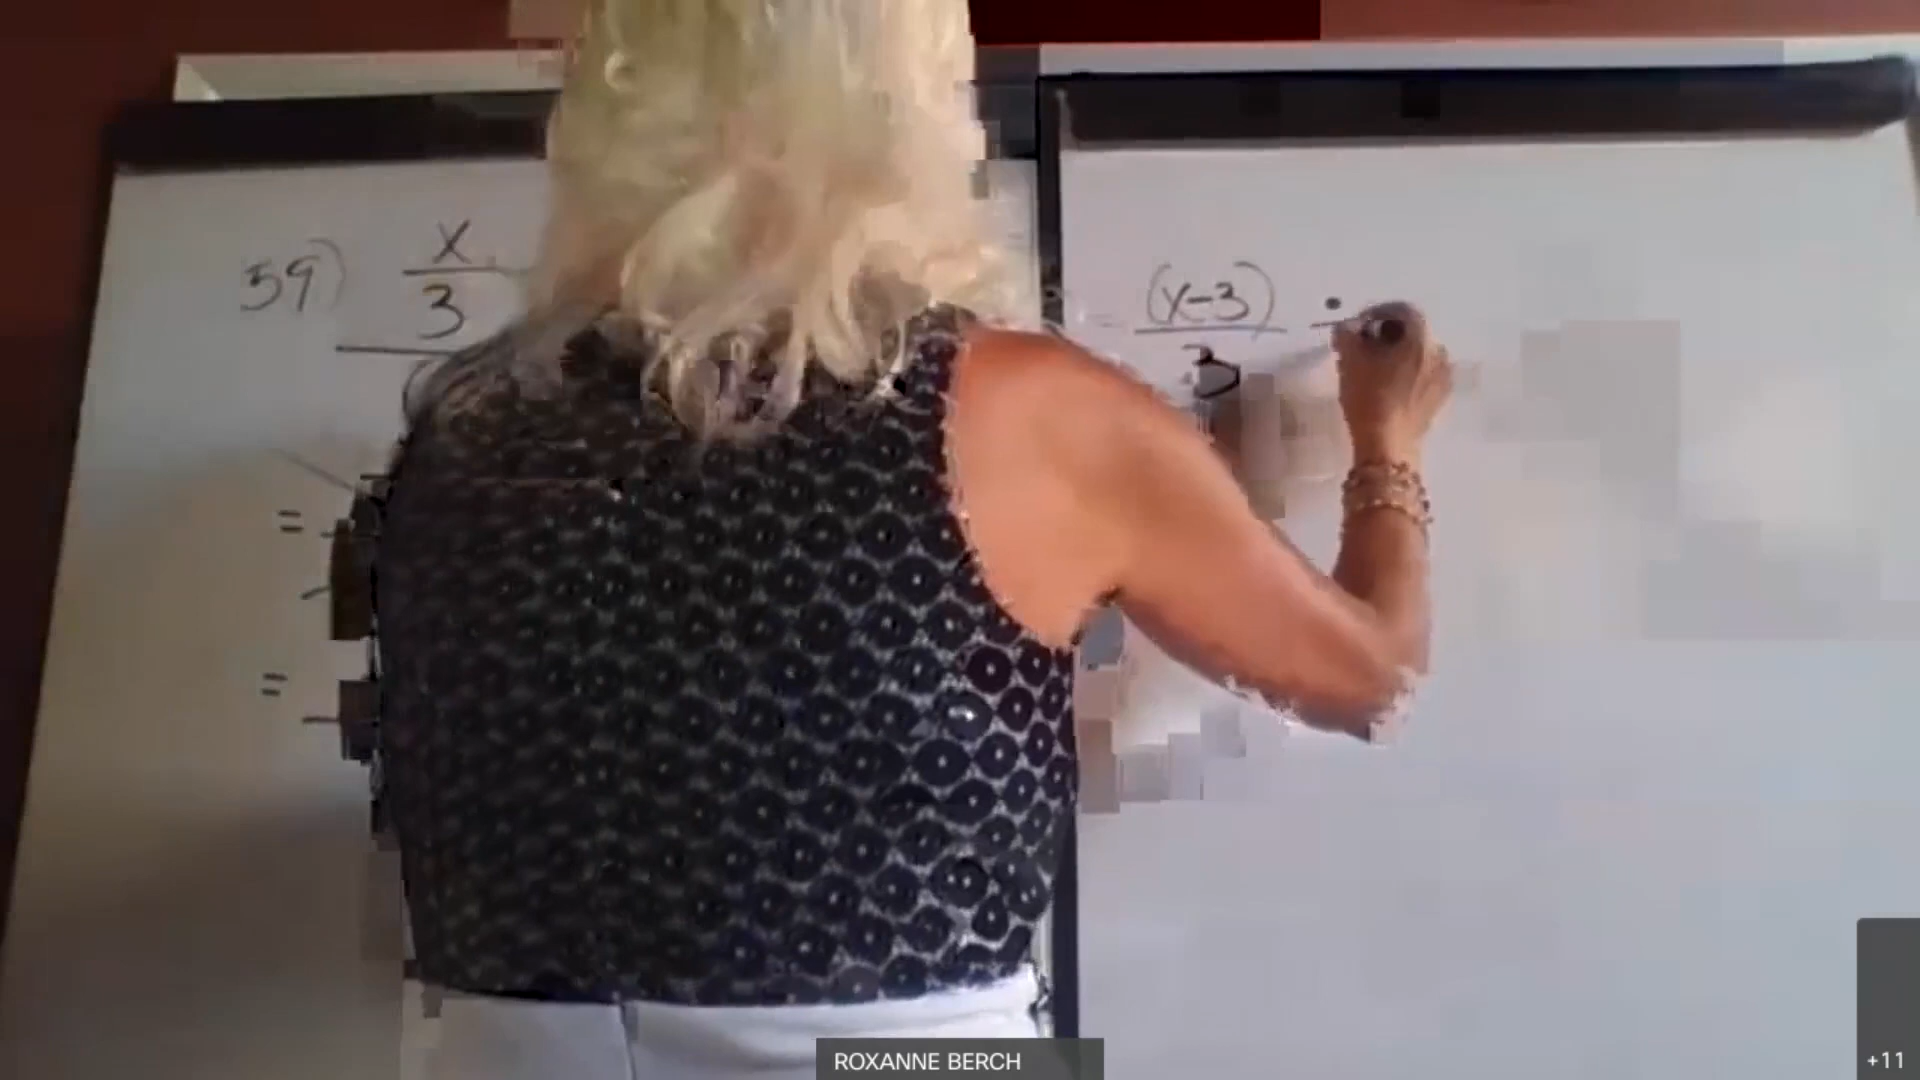 59) x
3
=
=
= (x-3) ÷
3
ROXANNE BERCH
+11